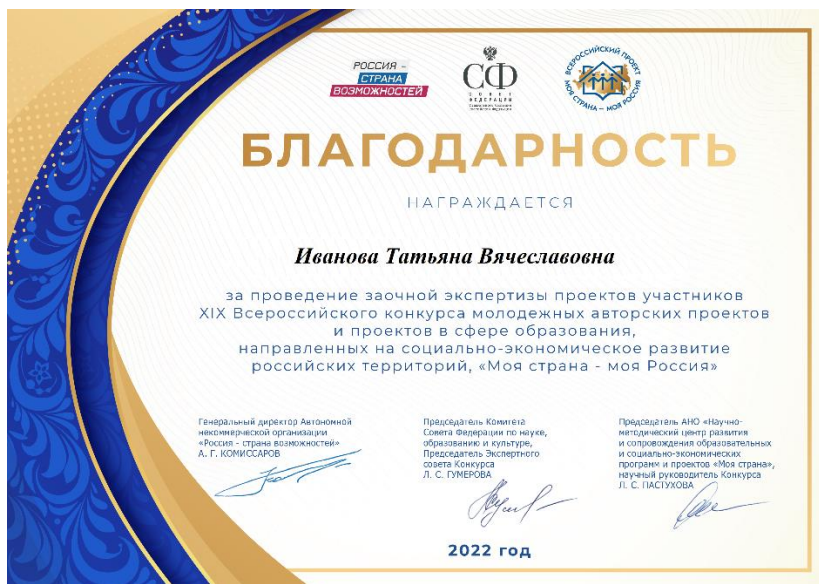 РОССИЯ –
СТРАНА
ВОЗМОЖНОСТЕЙ
СФ
СОВЕТ
ФЕДЕРАЦИИ
ВСЕРОССИЙСКИЙ ПРОЕКТ
МОЯ СТРАНА – МОЯ РОССИЯ
БЛАГОДАРНОСТЬ
НАГРАЖДАЕТСЯ
Иванова Татьяна Вячеславовна
за проведение заочной экспертизы проектов участников
XIX Всероссийского конкурса молодежных авторских проектов
и проектов в сфере образования,
направленных на социально-экономическое развитие
российских территорий, «Моя страна - моя Россия»
Генеральный директор Автономной
некоммерческой организации
«Россия - страна возможностей»
А. Г. КОМИССАРОВ
Председатель Комитета
Совета Федерации по науке,
образованию и культуре,
Председатель Экспертного
совета Конкурса
Л. С. ГУМЕРОВА
Председатель АНО «Научно-
методический центр развития
и сопровождения образовательных
и социально-экономических
программ и проектов «Моя страна»,
научный руководитель Конкурса
Л. С. ПАСТУХОВА
2022 год